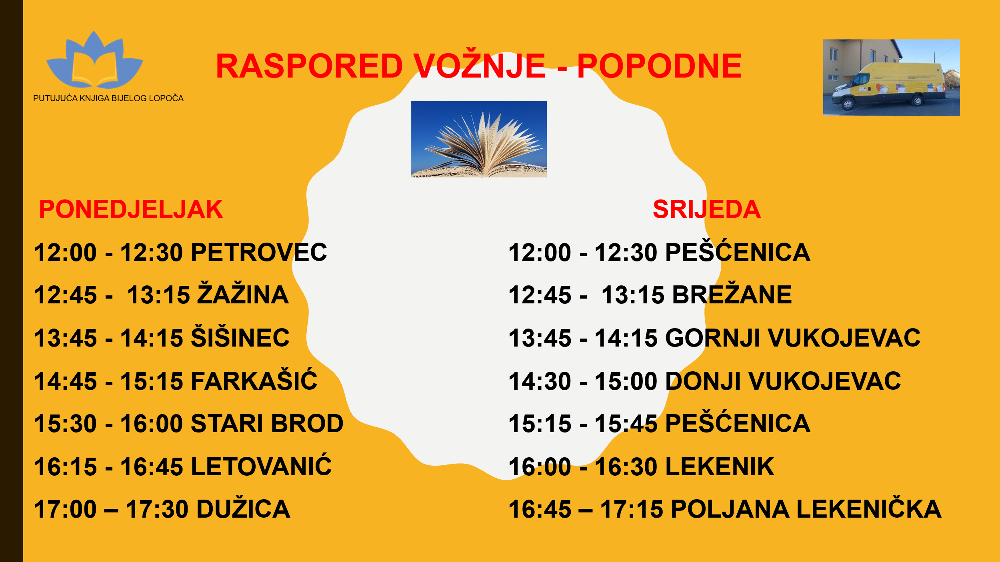 RASPORED VOŽNJE - POPODNE
PUTUJUĆA KNJIGA BIJELOG LOPOČA
PONEDJELJAK
12:00 - 12:30 PETROVEC
12:45 -  13:15 ŽAŽINA
13:45 - 14:15 ŠIŠINEC
14:45 - 15:15 FARKAŠIĆ
15:30 - 16:00 STARI BROD
16:15 - 16:45 LETOVANIĆ
17:00 – 17:30 DUŽICA
SRIJEDA
12:00 - 12:30 PEŠĆENICA
12:45 -  13:15 BREŽANE
13:45 - 14:15 GORNJI VUKOJEVAC
14:30 - 15:00 DONJI VUKOJEVAC
15:15 - 15:45 PEŠĆENICA
16:00 - 16:30 LEKENIK
16:45 – 17:15 POLJANA LEKENIČKA